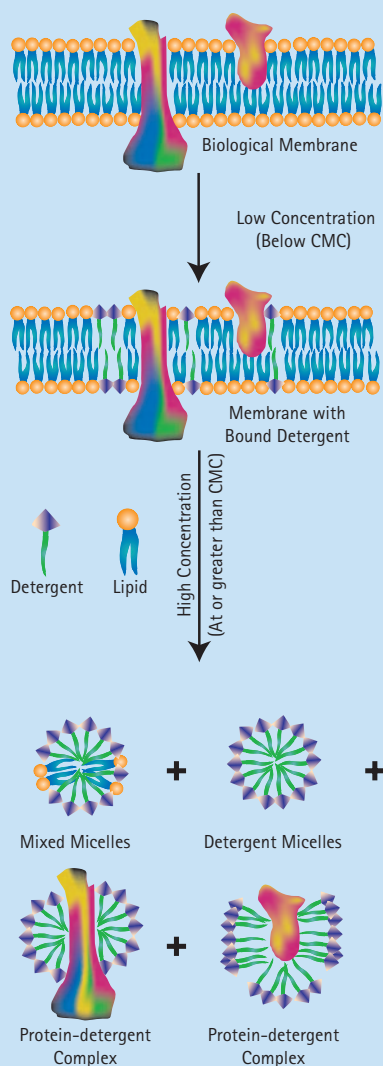 Biological Membrane
Low Concentration
(Below CMC)
Membrane with
Bound Detergent
High Concentration
(At or greater than CMC)
Detergent
Lipid
+
+
Mixed Micelles
Detergent Micelles
+
Protein-detergent
Complex
Protein-detergent
Complex